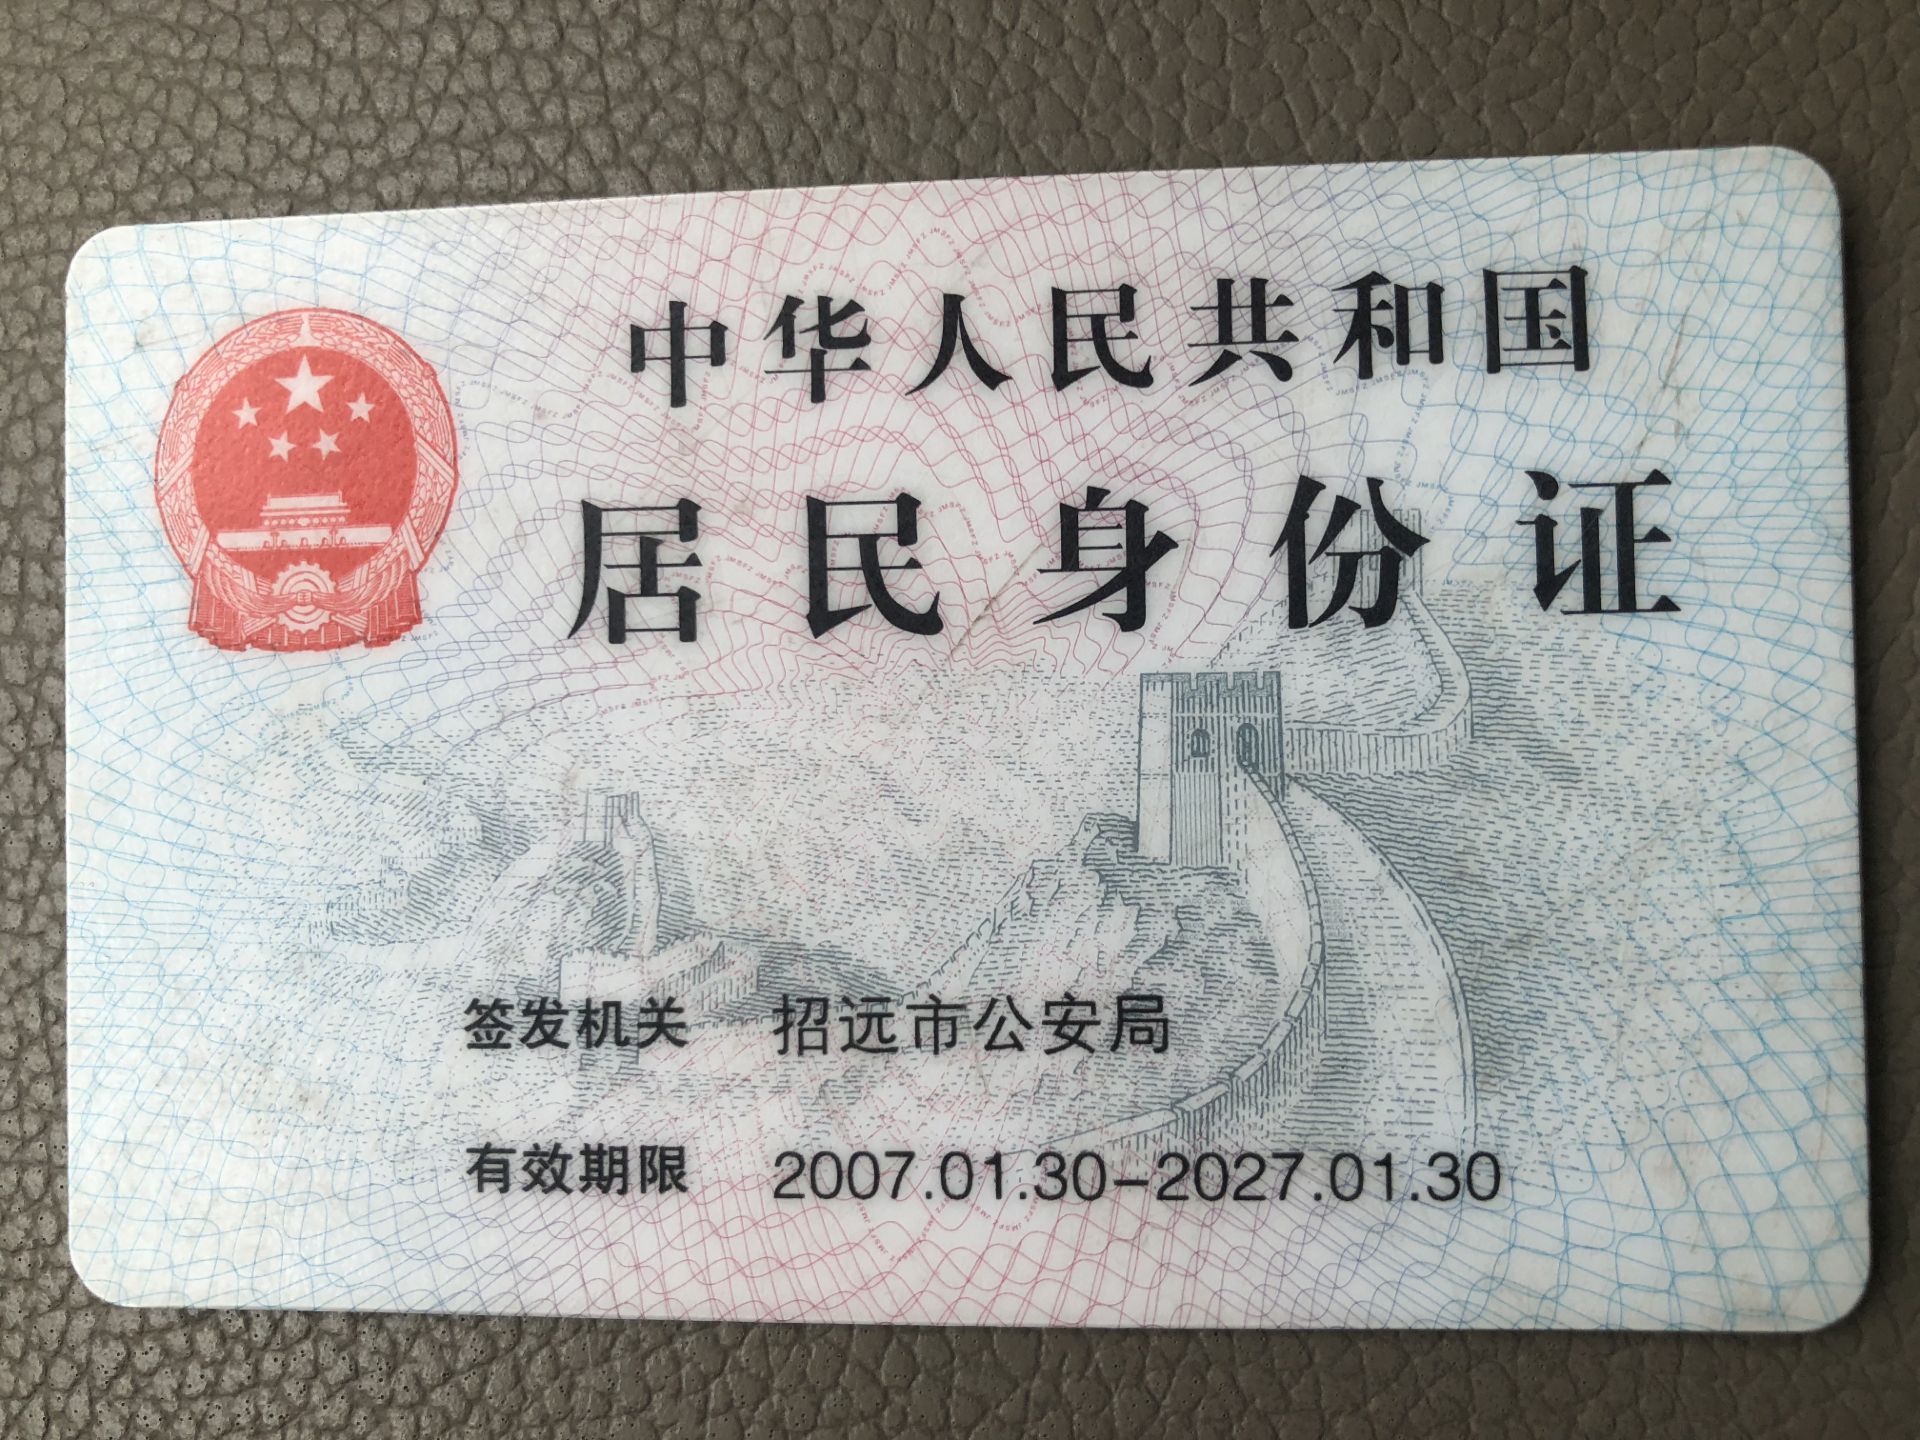 中华人民共和国
居民身份证
签发机关 招远市公安局
有效期限 2007.01.30-2027.01.30